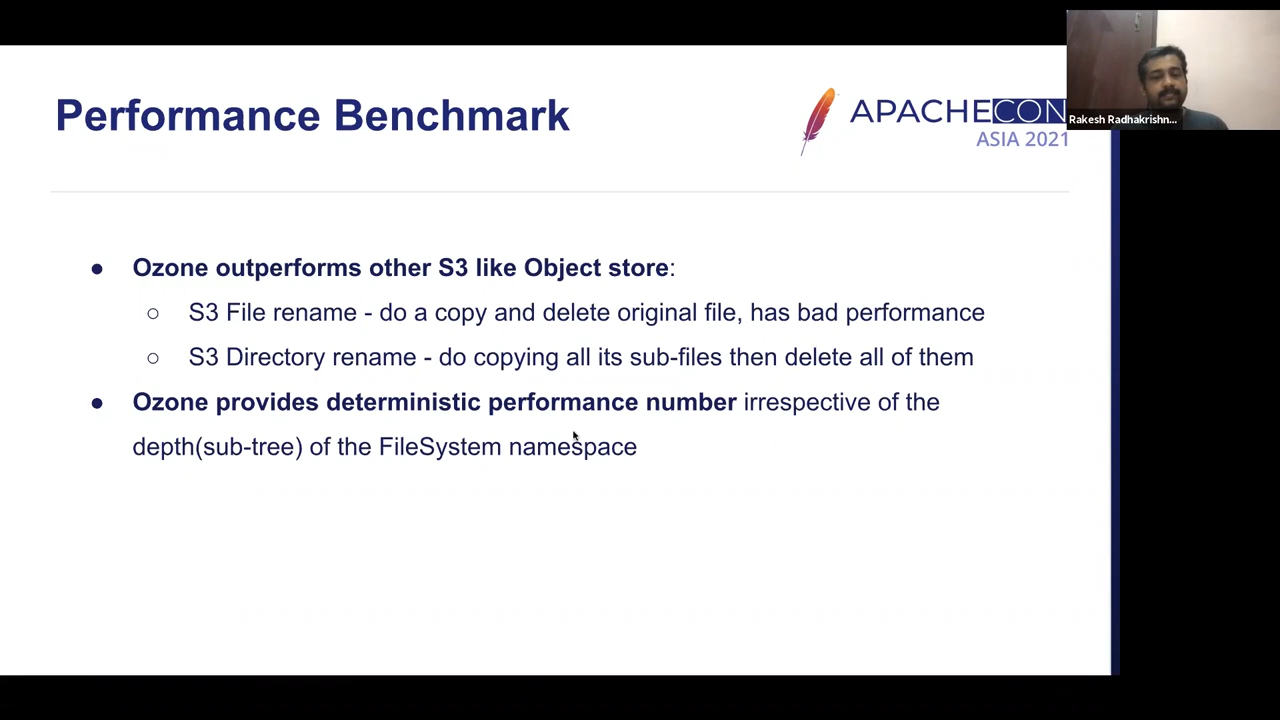 Performance Benchmark
APACHECON
ASIA 2021
Rakesh Radhakrishn...
● Ozone outperforms other S3 like Object store:
○ S3 File rename - do a copy and delete original file, has bad performance
○ S3 Directory rename - do copying all its sub-files then delete all of them
● Ozone provides deterministic performance number irrespective of the
depth(sub-tree) of the FileSystem namespace